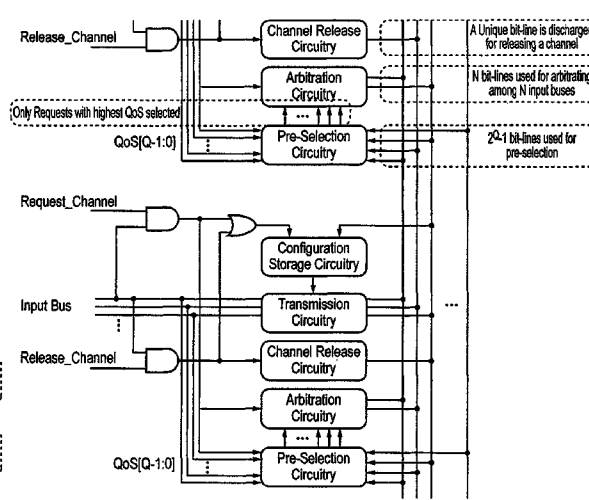 Release_Channel
Channel Release
Circuitry
A Unique bit-line is discharged
for releasing a channel
Arbitration
Circuitry
N bit-lines used for arbitrating
among N input buses
Only Requests with highest QoS selected
...
QoS[Q-1:0]
Pre-Selection
Circuitry
2^Q-1 bit-lines used for
pre-selection
Request_Channel
Configuration
Storage Circuitry
Input Bus
Transmission
Circuitry
...
Release_Channel
Channel Release
Circuitry
Arbitration
Circuitry
...
QoS[Q-1:0]
Pre-Selection
Circuitry